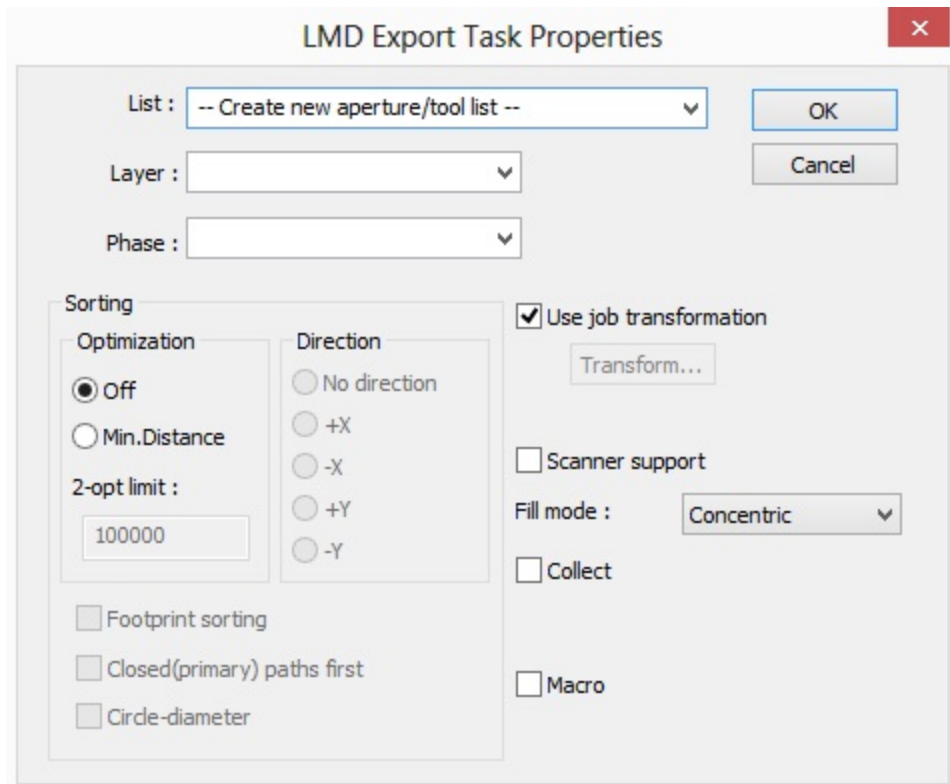 LMD Export Task Properties
List :
-- Create new aperture/tool list --
OK
Cancel
Layer :
Phase :
Sorting
Optimization
Off
Min.Distance
2-opt limit :
100000
Direction
No direction
+X
-X
+Y
-Y
Footprint sorting
Closed(primary) paths first
Circle-diameter
Use job transformation
Transform...
Scanner support
Fill mode :
Concentric
Collect
Macro